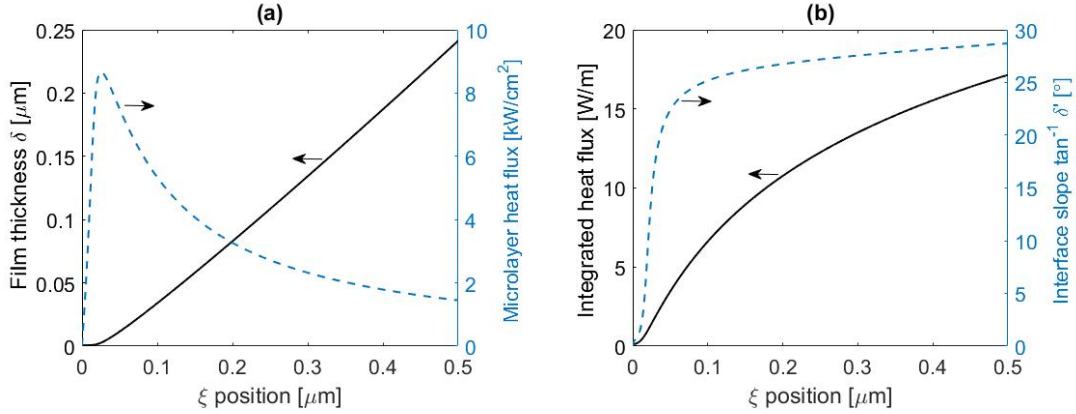 (a)
Film thickness δ [μm]
0.25
0.2
0.15
0.1
0.05
0
10
8
6
4
2
0
Microlayer heat flux [kW/cm²]
0 0.1 0.2 0.3 0.4 0.5
ξ position [μm]
(b)
Integrated heat flux [W/m]
20
15
10
5
0
30
25
20
15
10
5
0
Interface slope tan⁻¹ δ' [°]
0 0.1 0.2 0.3 0.4 0.5
ξ position [μm]